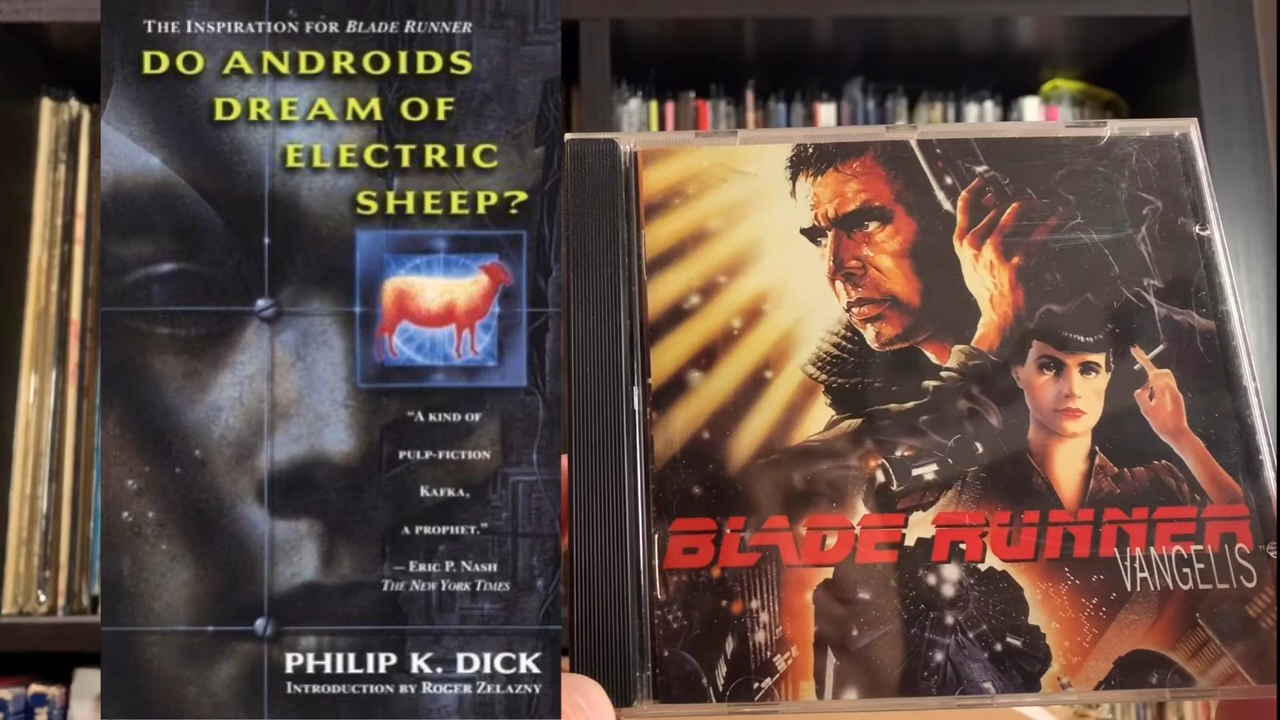 The Inspiration for Blade Runner
DO ANDROIDS
DREAM OF
ELECTRIC
SHEEP?
"A kind of
pulp-fiction
Kafka,
a prophet."
— Eric P. Nash
The New York Times
PHILIP K. DICK
Introduction by Roger Zelazny
BLADE RUNNER
VANGELIS™